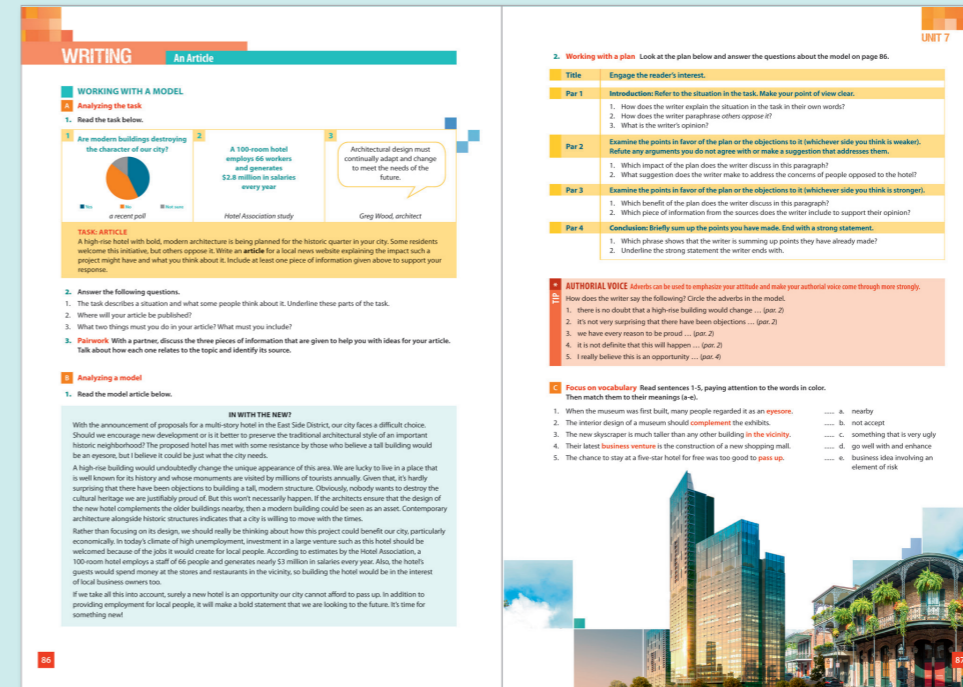 WRITING
An Article
WORKING WITH A MODEL
A Analyzing the task
1. Read the task below.
1
Are modern buildings destroying
the character of our city?
Yes No Not sure
a recent poll
2
A 100-room hotel
employs 66 workers
and generates
$2.8 million in salaries
every year
Hotel Association study
3
Architectural design must
continually adapt and change
to meet the needs of the
future.
Greg Wood, architect
TASK: ARTICLE
A high-rise hotel with bold, modern architecture is being planned for the historic quarter in your city. Some residents
welcome this initiative, but others oppose it. Write an article for a local news website explaining the impact such a
project might have and what you think about it. Include at least one piece of information given above to support your
response.
2. Answer the following questions.
1. The task describes a situation and what some people think about it. Underline these parts of the task.
2. Where will your article be published?
3. What two things must you do in your article? What must you include?
3. Pairwork With a partner, discuss the three pieces of information that are given to help you with ideas for your article.
Talk about how each one relates to the topic and identify its source.
B Analyzing a model
1. Read the model article below.
IN WITH THE NEW?
With the announcement of proposals for a multi-story hotel in the East Side District, our city faces a difficult choice.
Should we encourage new development or is it better to preserve the traditional architectural style of an important
historic neighborhood? The proposed hotel has met with some resistance by those who believe a tall building would
be an eyesore, but I believe it could be just what the city needs.
A high-rise building would undoubtedly change the unique appearance of this area. We are lucky to live in a place that
is well known for its history and whose monuments are visited by millions of tourists annually. Given that, it's hardly
surprising that there have been objections to building a tall, modern structure. Obviously, nobody wants to destroy the
cultural heritage we are justifiably proud of. But this won't necessarily happen. If the architects ensure that the design of
the new hotel complements the older buildings nearby, then a modern building could be seen as an asset. Contemporary
architecture alongside historic structures indicates that a city is willing to move with the times.
Rather than focusing on its design, we should really be thinking about how this project could benefit our city, particularly
economically. In today's climate of high unemployment, investment in a large venture such as this hotel should be
welcomed because of the jobs it would create for local people. According to estimates by the Hotel Association, a
100-room hotel employs a staff of 66 people and generates nearly $3 million in salaries every year. Also, the hotel's
guests would spend money at the stores and restaurants in the vicinity, so building the hotel would be in the interest
of local business owners too.
If we take all this into account, surely a new hotel is an opportunity our city cannot afford to pass up. In addition to
providing employment for local people, it will make a bold statement that we are looking to the future. It's time for
something new!
86
UNIT 7
2. Working with a plan Look at the plan below and answer the questions about the model on page 86.
Title Engage the reader's interest.
Par 1 Introduction: Refer to the situation in the task. Make your point of view clear.
1. How does the writer explain the situation in the task in their own words?
2. How does the writer paraphrase others oppose it?
3. What is the writer's opinion?
Par 2 Examine the points in favor of the plan or the objections to it (whichever side you think is weaker).
Refute any arguments you do not agree with or make a suggestion that addresses them.
1. Which impact of the plan does the writer discuss in this paragraph?
2. What suggestion does the writer make to address the concerns of people opposed to the hotel?
Par 3 Examine the points in favor of the plan or the objections to it (whichever side you think is stronger).
1. Which benefit of the plan does the writer discuss in this paragraph?
2. Which piece of information from the sources does the writer include to support their opinion?
Par 4 Conclusion: Briefly sum up the points you have made. End with a strong statement.
1. Which phrase shows that the writer is summing up points they have already made?
2. Underline the strong statement the writer ends with.
TIP
AUTHORIAL VOICE Adverbs can be used to emphasize your attitude and make your authorial voice come through more strongly.
How does the writer say the following? Circle the adverbs in the model.
1. there is no doubt that a high-rise building would change ... (par. 2)
2. it's not very surprising that there have been objections ... (par. 2)
3. we have every reason to be proud ... (par. 2)
4. it is not definite that this will happen ... (par. 2)
5. I really believe this is an opportunity ... (par. 4)
C Focus on vocabulary Read sentences 1-5, paying attention to the words in color.
Then match them to their meanings (a-e).
1. When the museum was first built, many people regarded it as an eyesore.
2. The interior design of a museum should complement the exhibits.
3. The new skyscraper is much taller than any other building in the vicinity.
4. Their latest business venture is the construction of a new shopping mall.
5. The chance to stay at a five-star hotel for free was too good to pass up.
..... a. nearby
..... b. not accept
..... c. something that is very ugly
..... d. go well with and enhance
..... e. business idea involving an
element of risk
87